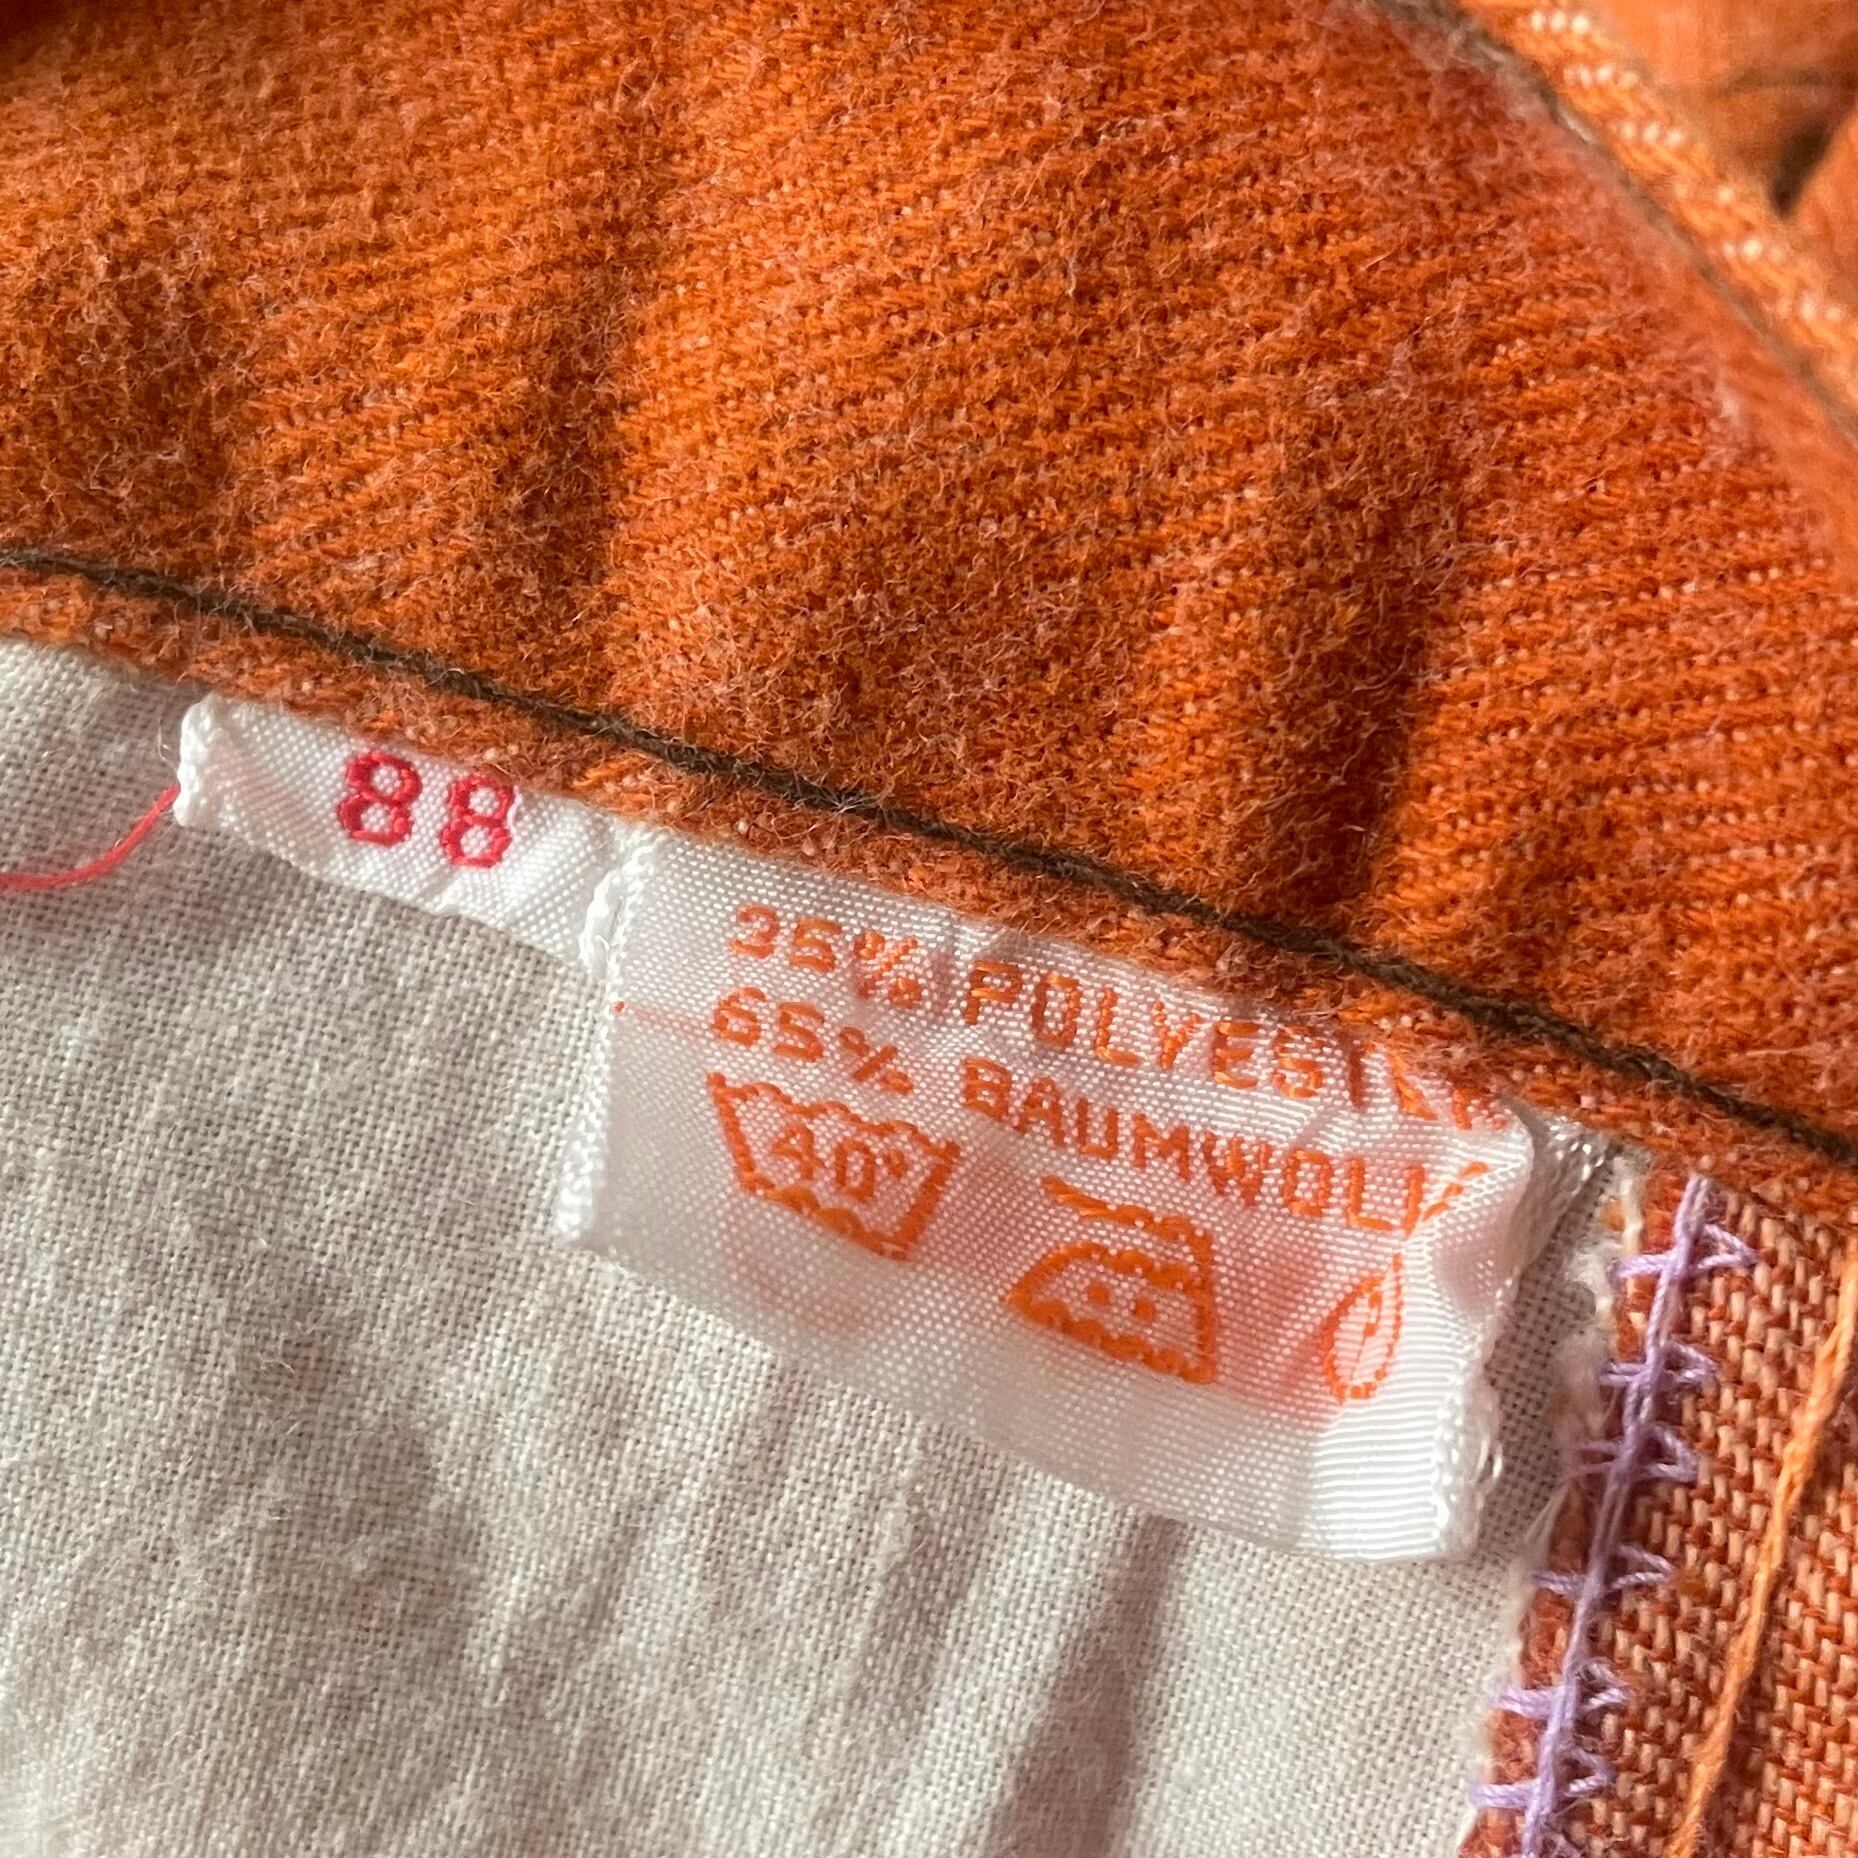 88
35% POLYESTER
65% BAUMWOLLE
40°